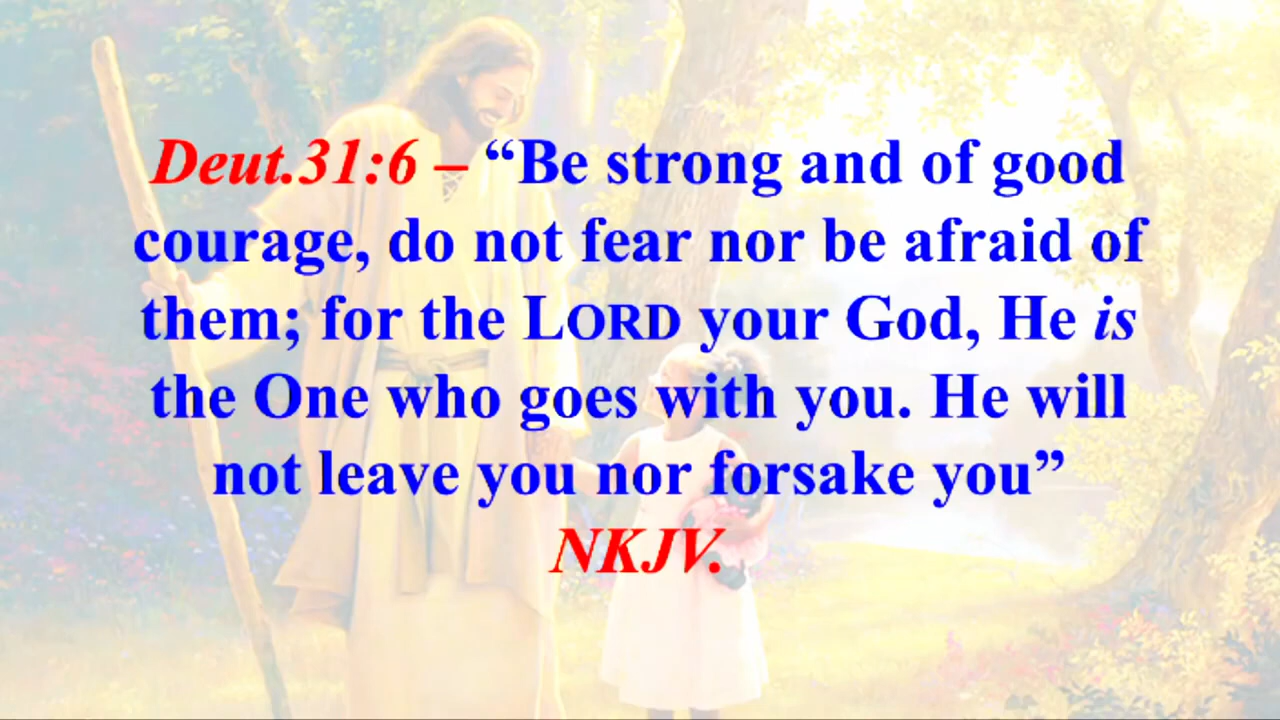 Deut.31:6 – “Be strong and of good
courage, do not fear nor be afraid of
them; for the LORD your God, He is
the One who goes with you. He will
not leave you nor forsake you”
NKJV.